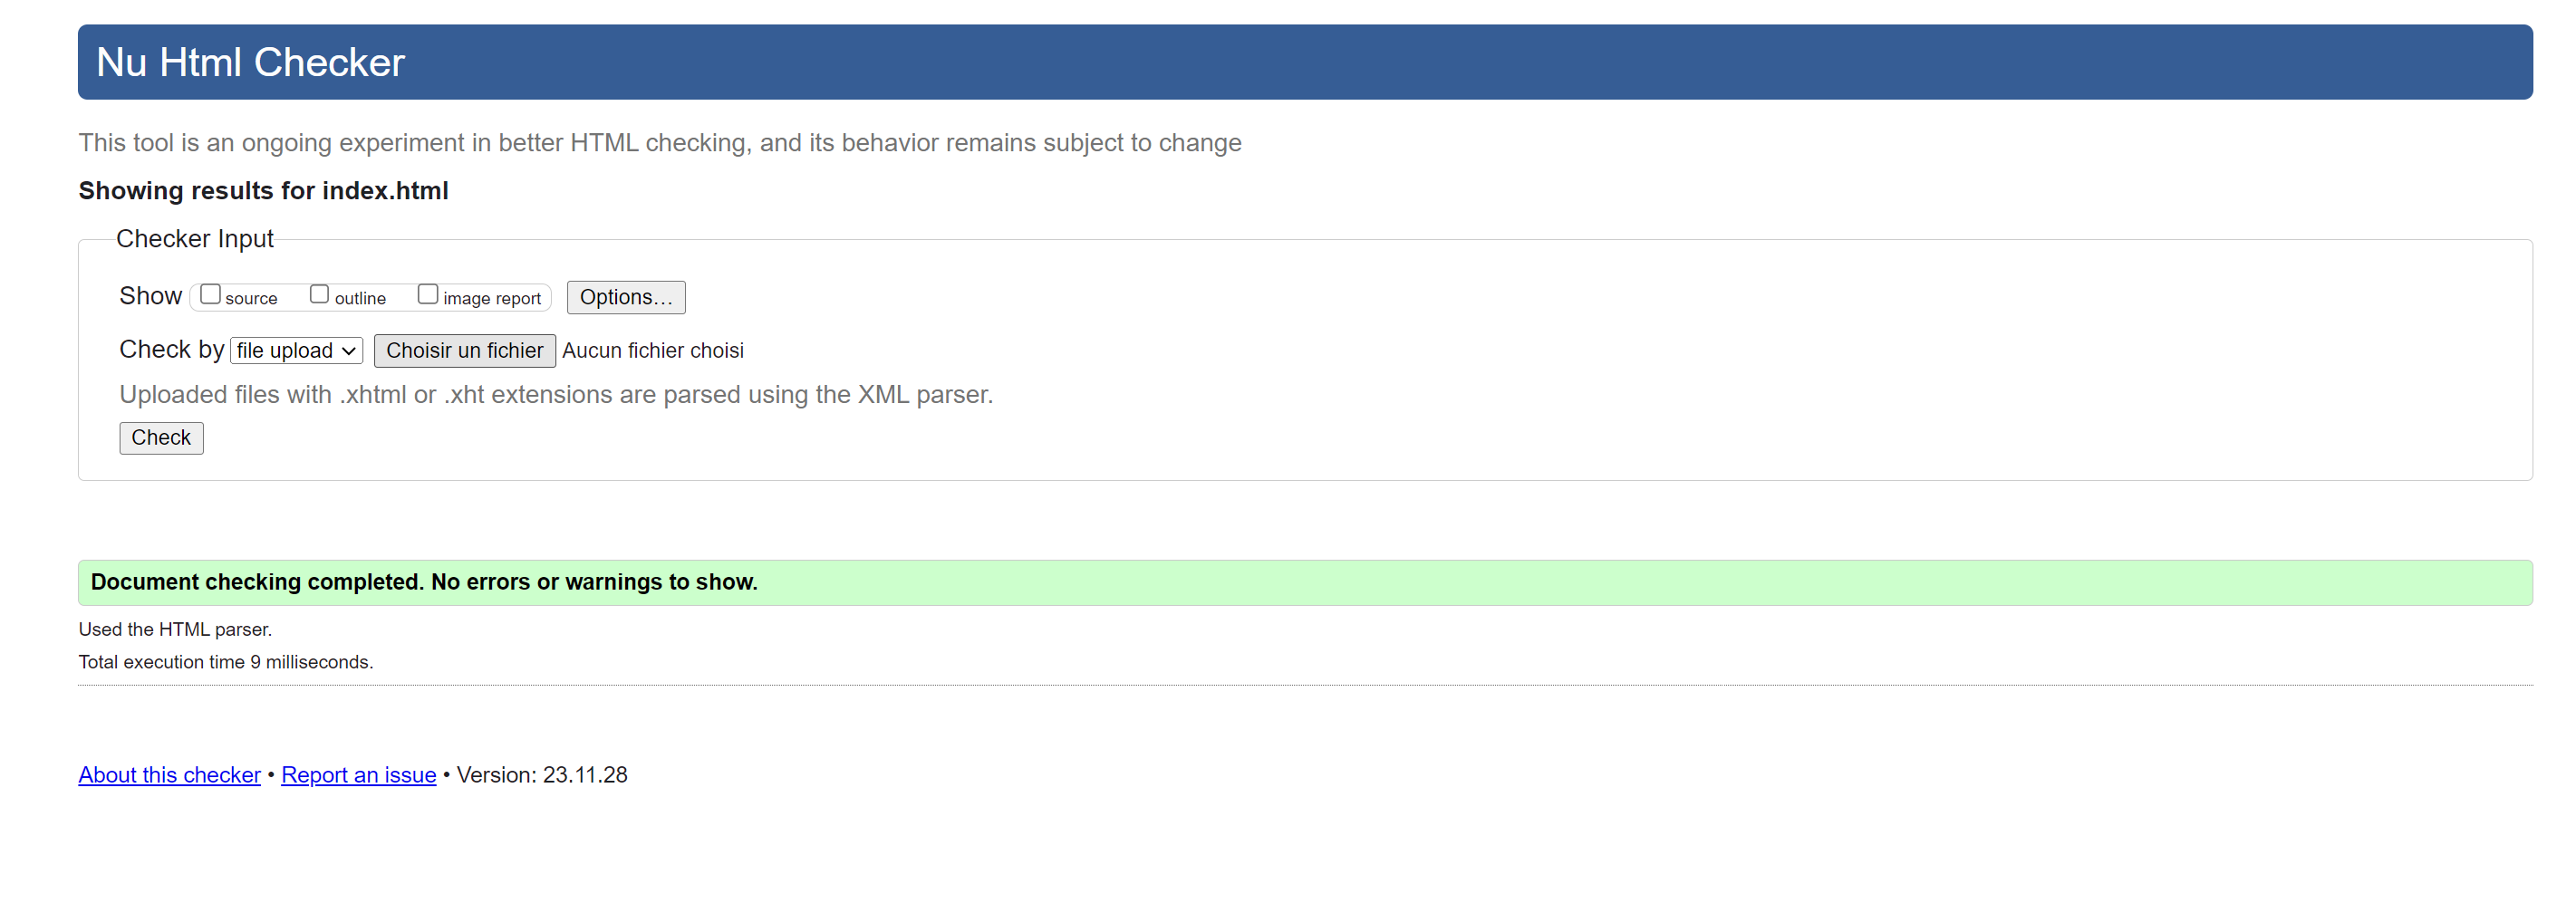 Nu Html Checker
This tool is an ongoing experiment in better HTML checking, and its behavior remains subject to change
Showing results for index.html
Checker Input
Show source outline image report Options…
Check by file upload Choisir un fichier Aucun fichier choisi
Uploaded files with .xhtml or .xht extensions are parsed using the XML parser.
Check
Document checking completed. No errors or warnings to show.
Used the HTML parser.
Total execution time 9 milliseconds.
About this checker • Report an issue • Version: 23.11.28